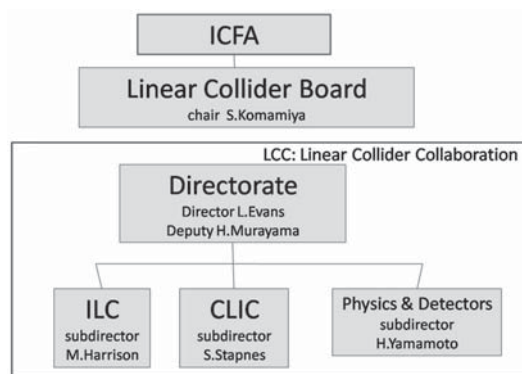 ICFA
Linear Collider Board
chair S.Komamiya
LCC: Linear Collider Collaboration
Directorate
Director L.Evans
Deputy H.Murayama
ILC
subdirector
M.Harrison
CLIC
subdirector
S.Stapnes
Physics & Detectors
subdirector
H.Yamamoto